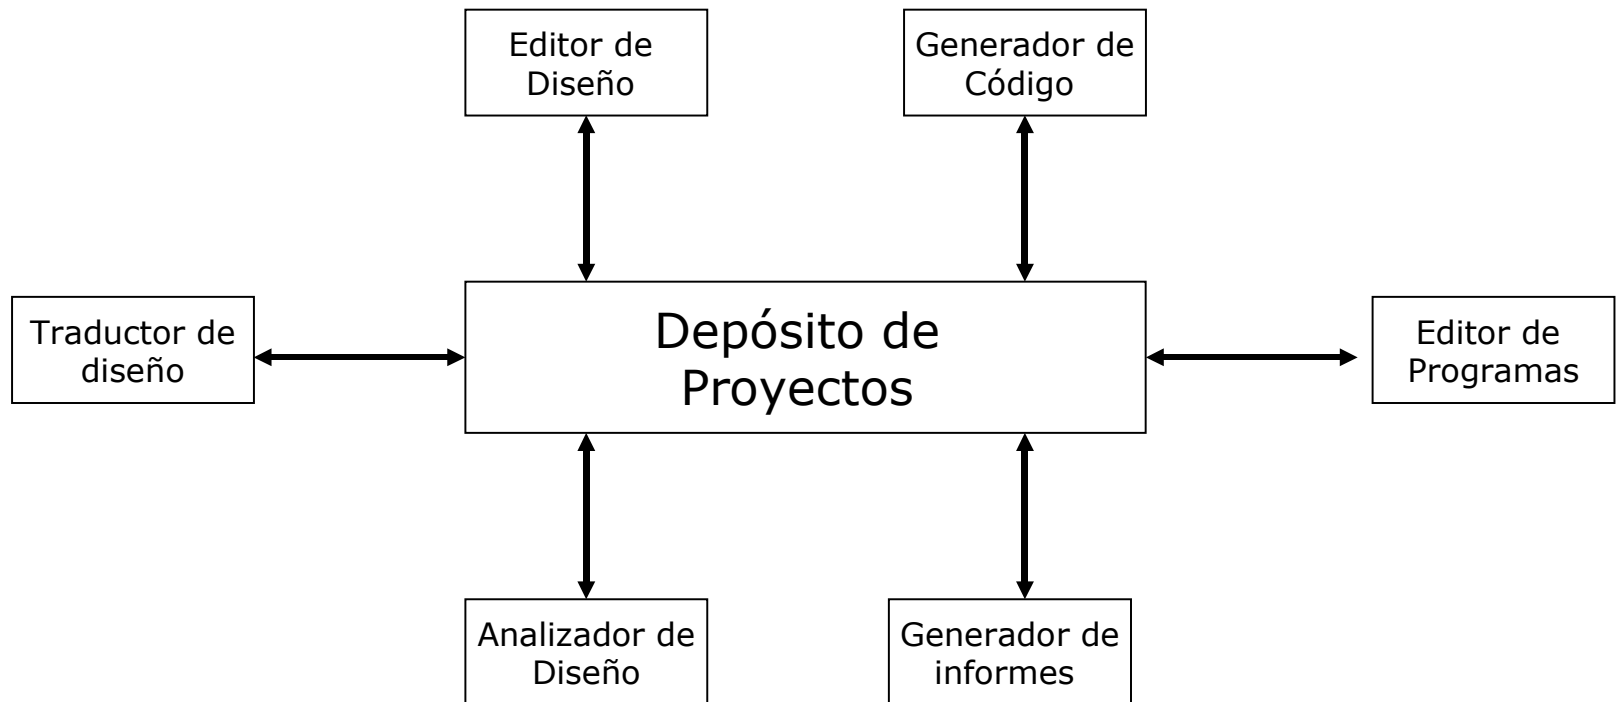 Editor de
Diseño
Generador de
Código
Traductor de
diseño
Depósito de
Proyectos
Editor de
Programas
Analizador de
Diseño
Generador de
informes